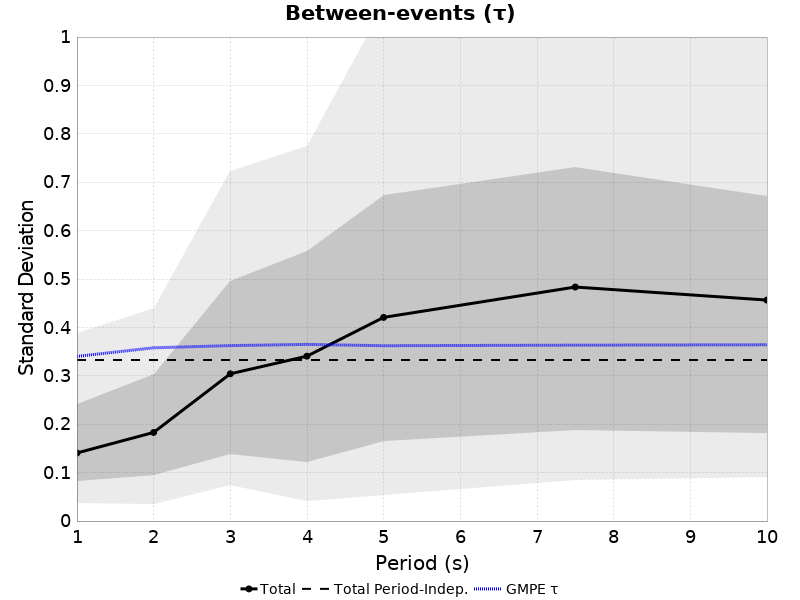 Between-events (τ)
1
0.9
0.8
0.7
0.6
0.5
0.4
0.3
0.2
0.1
0
Standard Deviation
1 2 3 4 5 6 7 8 9 10
Period (s)
Total Total Period-Indep. GMPE τ